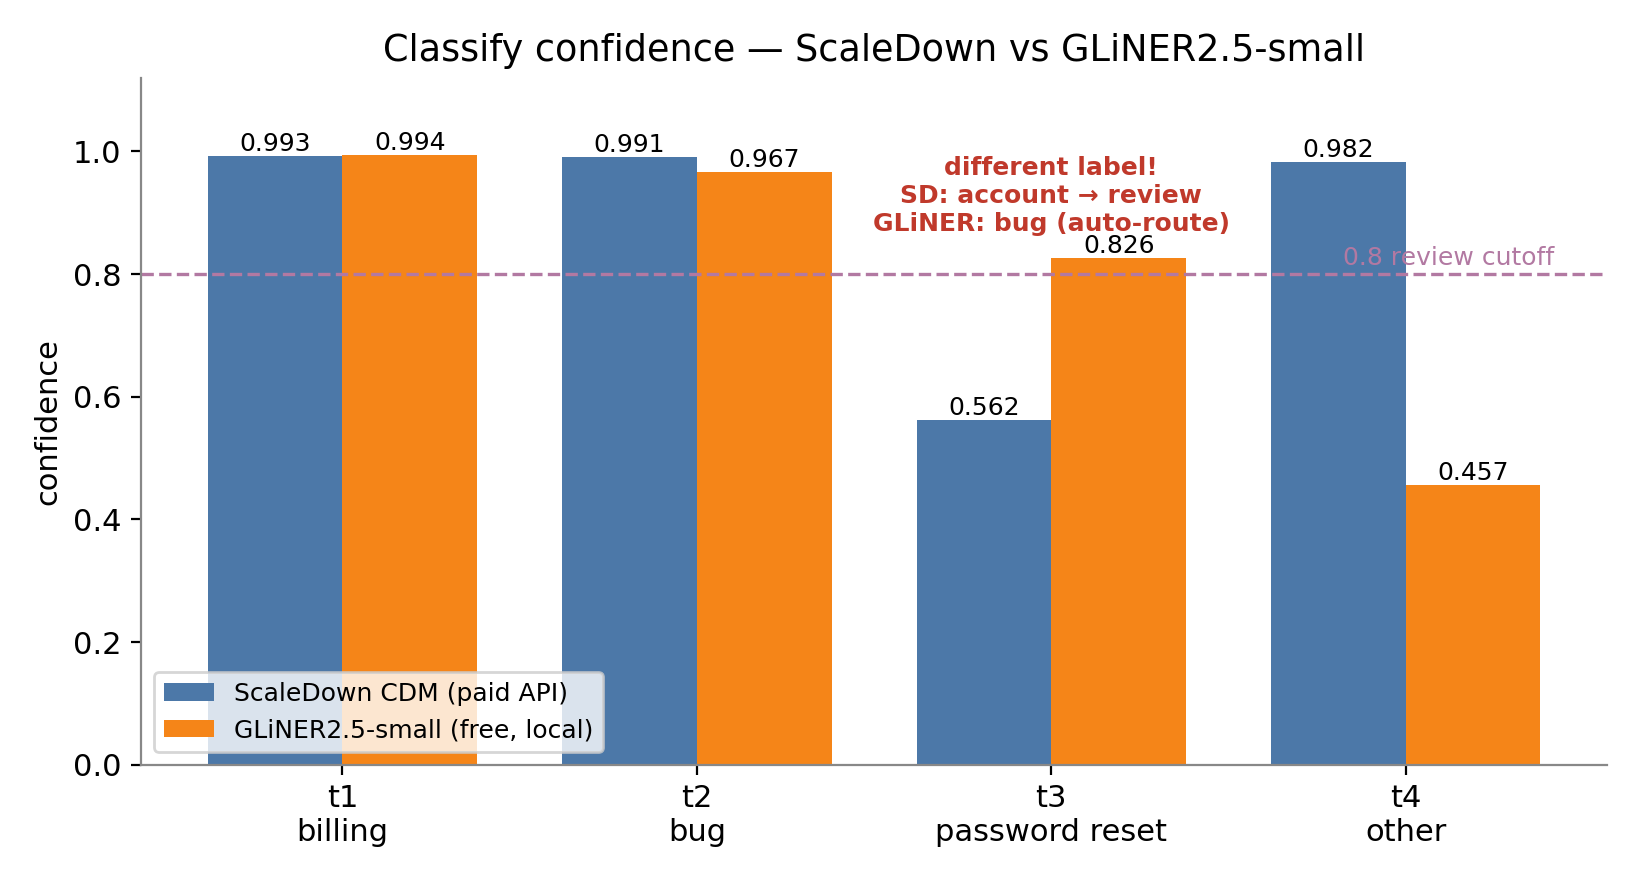 Classify confidence — ScaleDown vs GLiNER2.5-small
confidence
1.0
0.8
0.6
0.4
0.2
0.0
0.993
0.994
0.991
0.967
different label!
SD: account → review
GLiNER: bug (auto-route)
0.562
0.826
0.982
0.457
0.8 review cutoff
ScaleDown CDM (paid API)
GLiNER2.5-small (free, local)
t1
billing
t2
bug
t3
password reset
t4
other